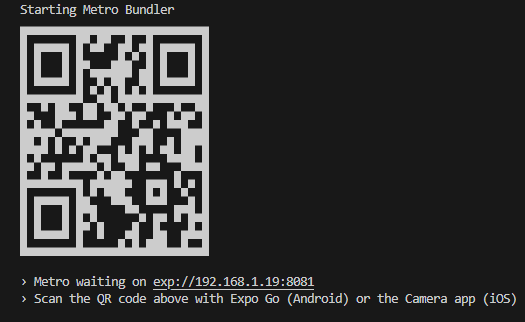 Starting Metro Bundler
› Metro waiting on exp://192.168.1.19:8081
› Scan the QR code above with Expo Go (Android) or the Camera app (iOS)